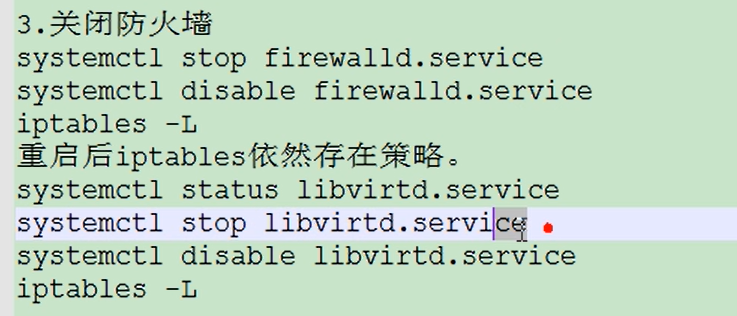 3.关闭防火墙
systemctl stop firewalld.service
systemctl disable firewalld.service
iptables -L
重启后iptables依然存在策略。
systemctl status libvirtd.service
systemctl stop libvirtd.service
systemctl disable libvirtd.service
iptables -L